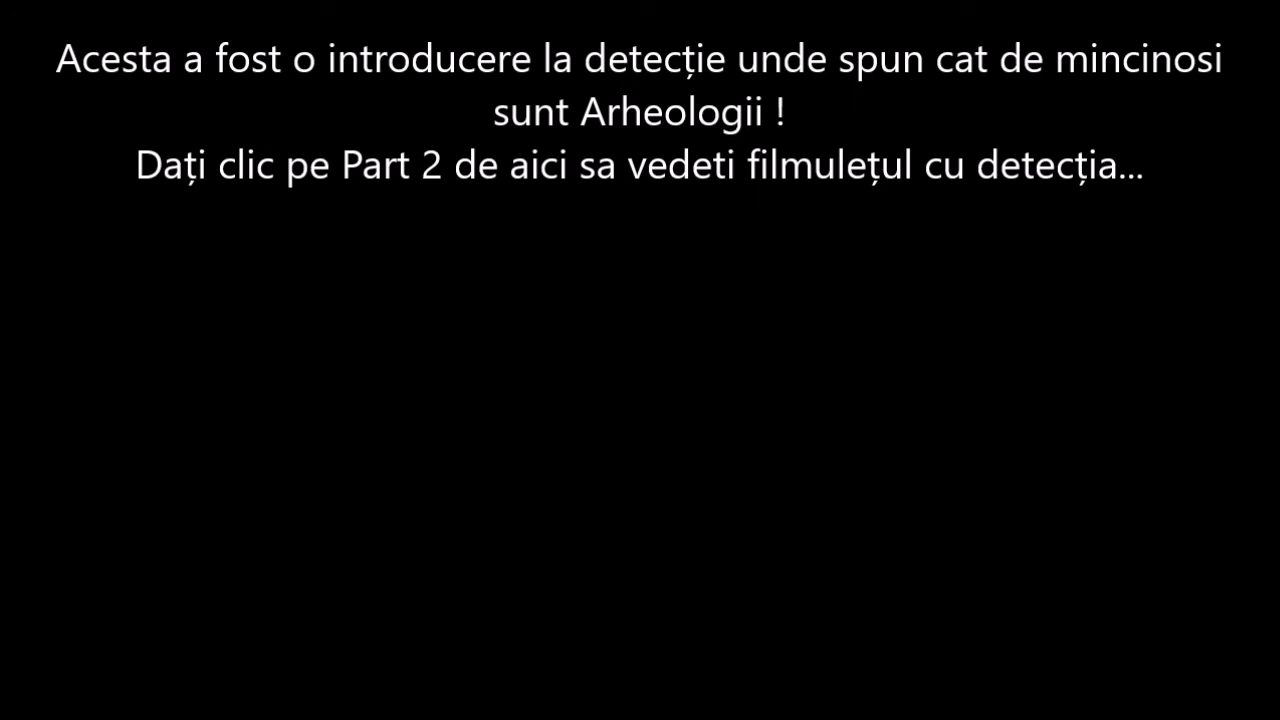 Acesta a fost o introducere la detecție unde spun cat de mincinosi
sunt Arheologii !
Dați clic pe Part 2 de aici sa vedeti filmulețul cu detecția...